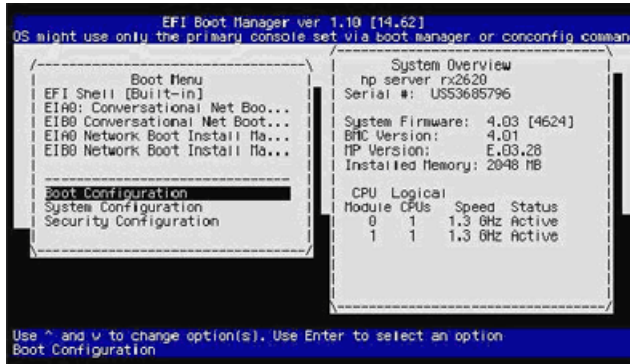 EFI Boot Manager ver 1.10 [14.62]
OS might use only the primary console set via boot manager or conconfig comman
Boot Menu
EFI Shell [Built-in]
EIA0: Conversational Net Boo...
EIB0 Conversational Net Boot...
EIA0 Network Boot Install Ma...
EIB0 Network Boot Install Ma...
Boot Configuration
System Configuration
Security Configuration
System Overview
hp server rx2620
Serial #: US53685796
System Firmware: 4.03 [4624]
BMC Version: 4.01
MP Version: E.03.28
Installed Memory: 2048 MB
CPU Logical
Module CPUs Speed Status
0 1 1.3 GHz Active
1 1 1.3 GHz Active
Use ^ and v to change option(s). Use Enter to select an option
Boot Configuration